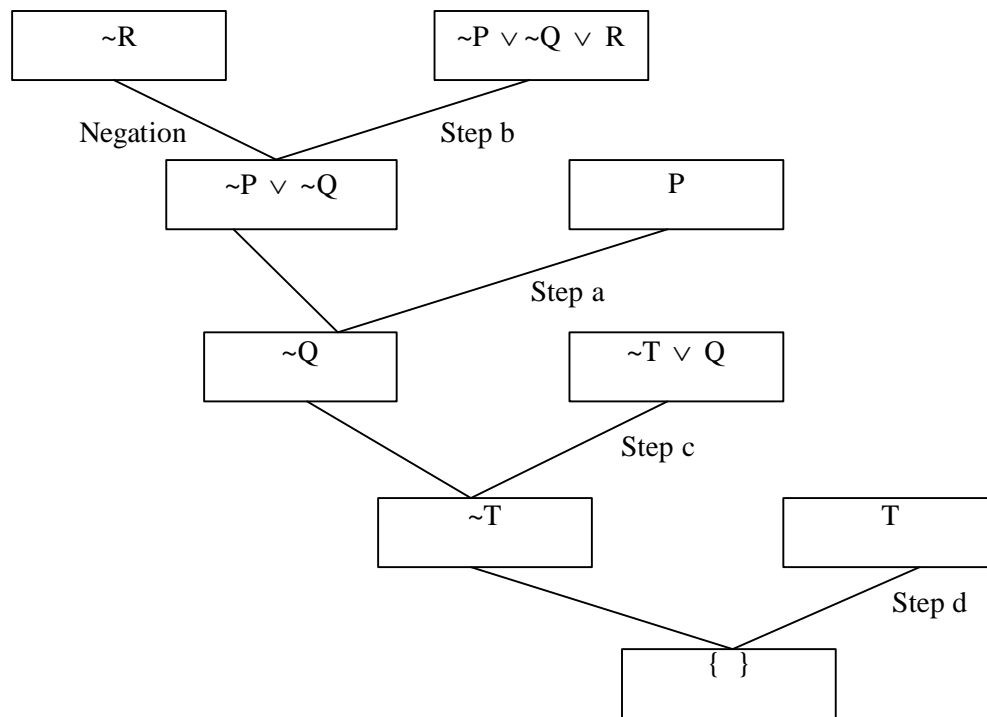 ~R
~P ∨ ~Q ∨ R
Negation
Step b
~P ∨ ~Q
P
Step a
~Q
~T ∨ Q
Step c
~T
T
Step d
{ }